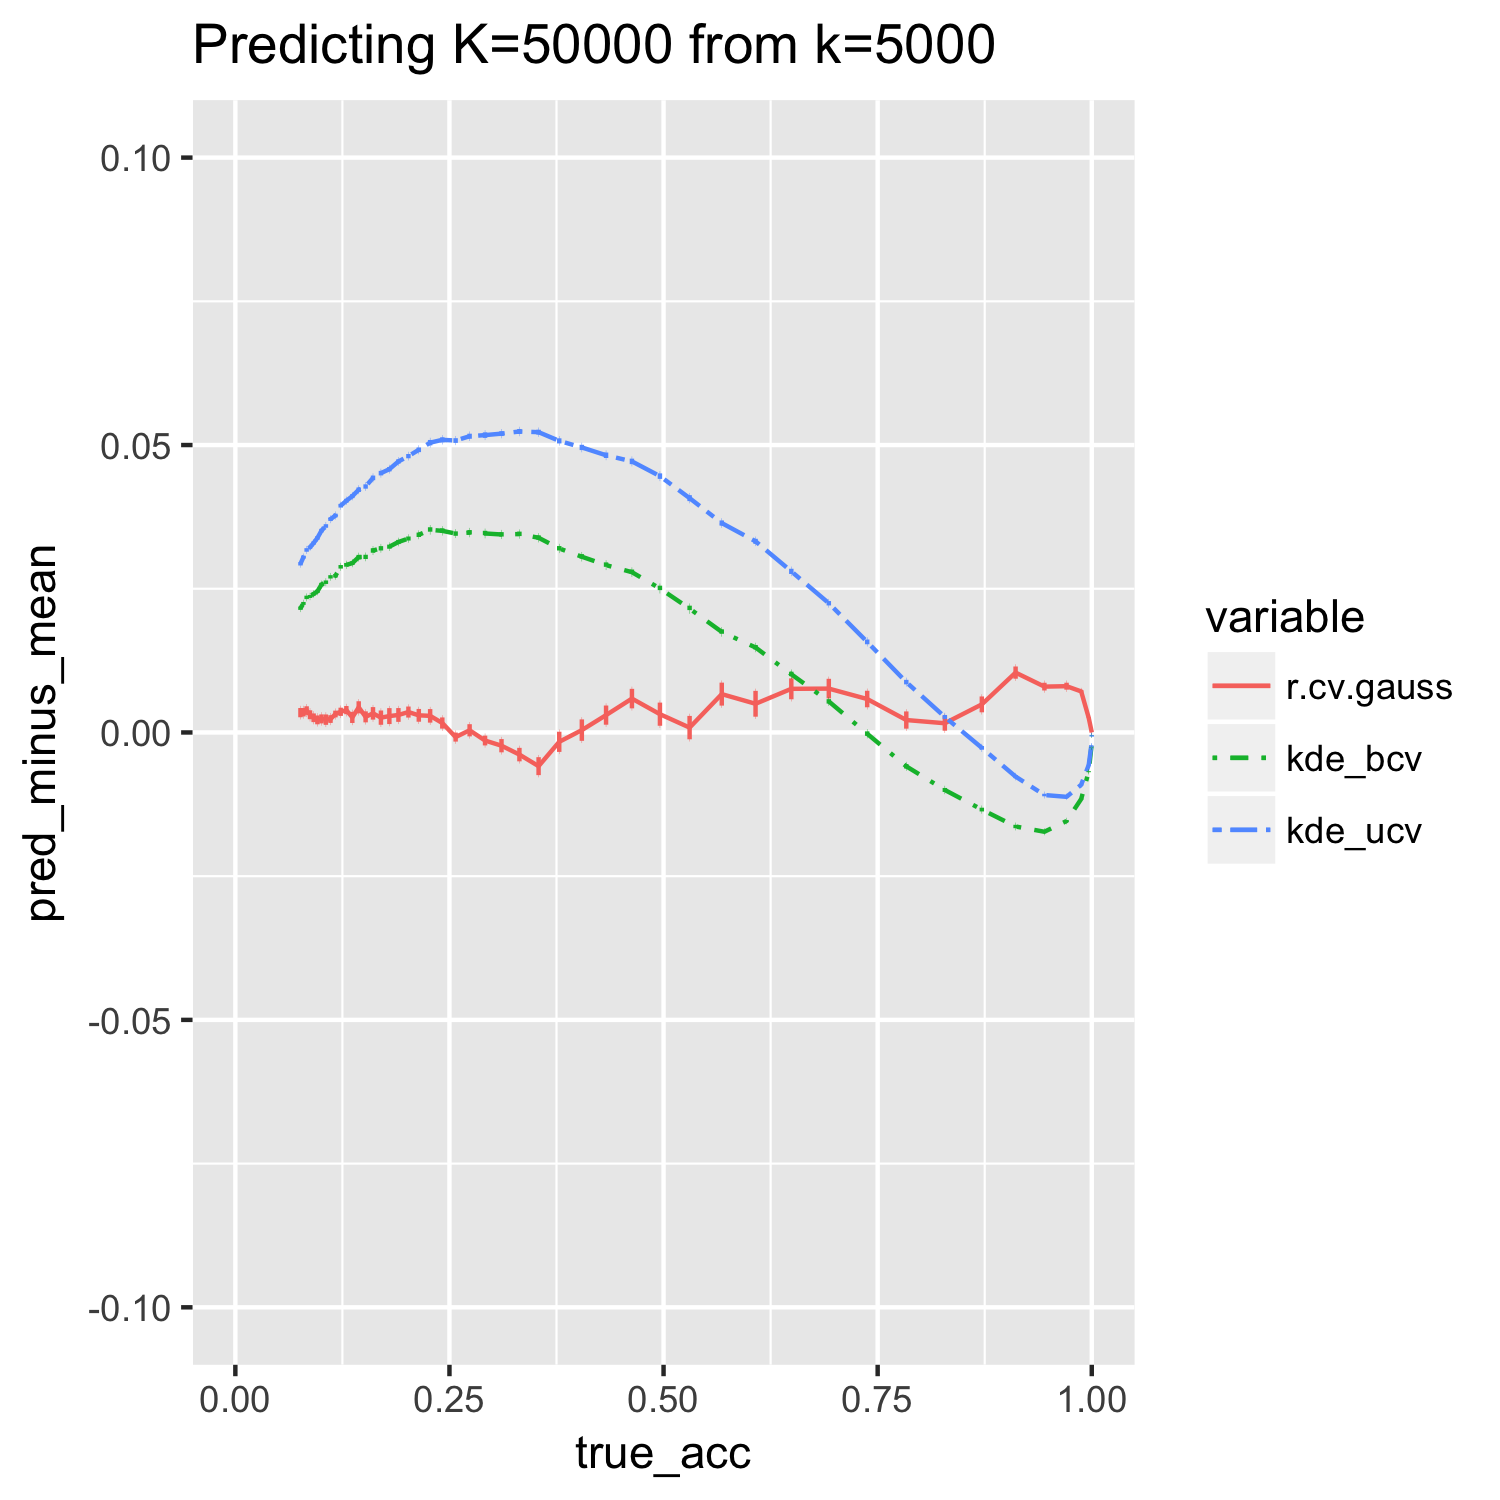 Predicting K=50000 from k=5000
pred_minus_mean
0.10
0.05
0.00
-0.05
-0.10
0.00 0.25 0.50 0.75 1.00
true_acc
variable
r.cv.gauss
kde_bcv
kde_ucv